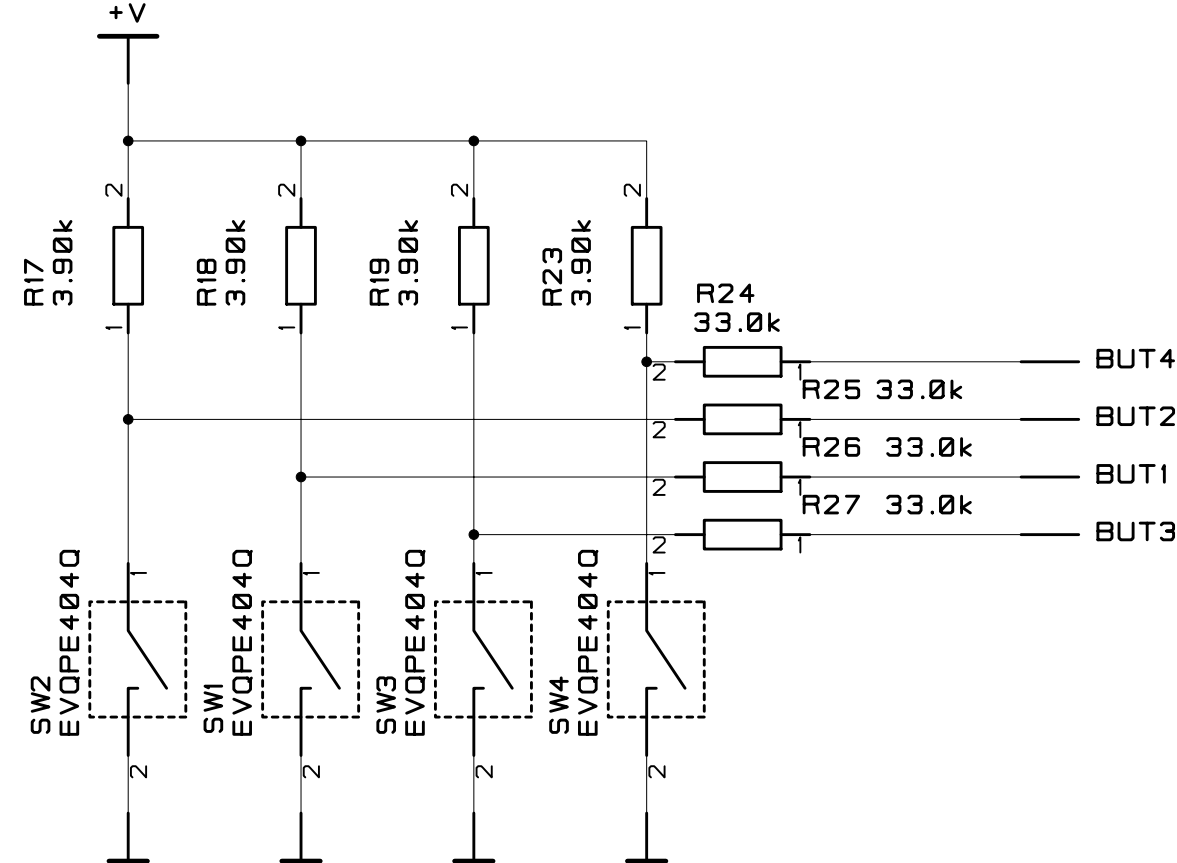 +V
2
2
2
2
R17
3.90k
R18
3.90k
R19
3.90k
R23
3.90k
1
1
1
1
R24
33.0k
2
1
BUT4
R25 33.0k
2
1
BUT2
R26 33.0k
2
1
BUT1
R27 33.0k
2
1
BUT3
1
1
1
1
SW2
EVQPE404Q
SW1
EVQPE404Q
SW3
EVQPE404Q
SW4
EVQPE404Q
2
2
2
2